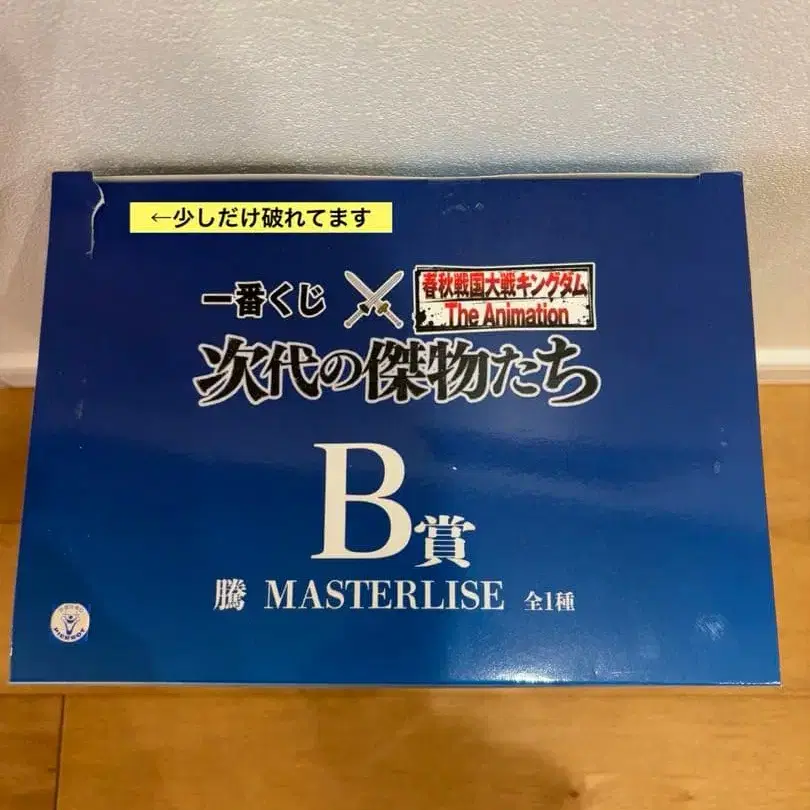 ←少しだけ破れてます
一番くじ
春秋戦国大戦キングダム
The Animation
次代の傑物たち
B賞
騰 MASTERLISE 全1種